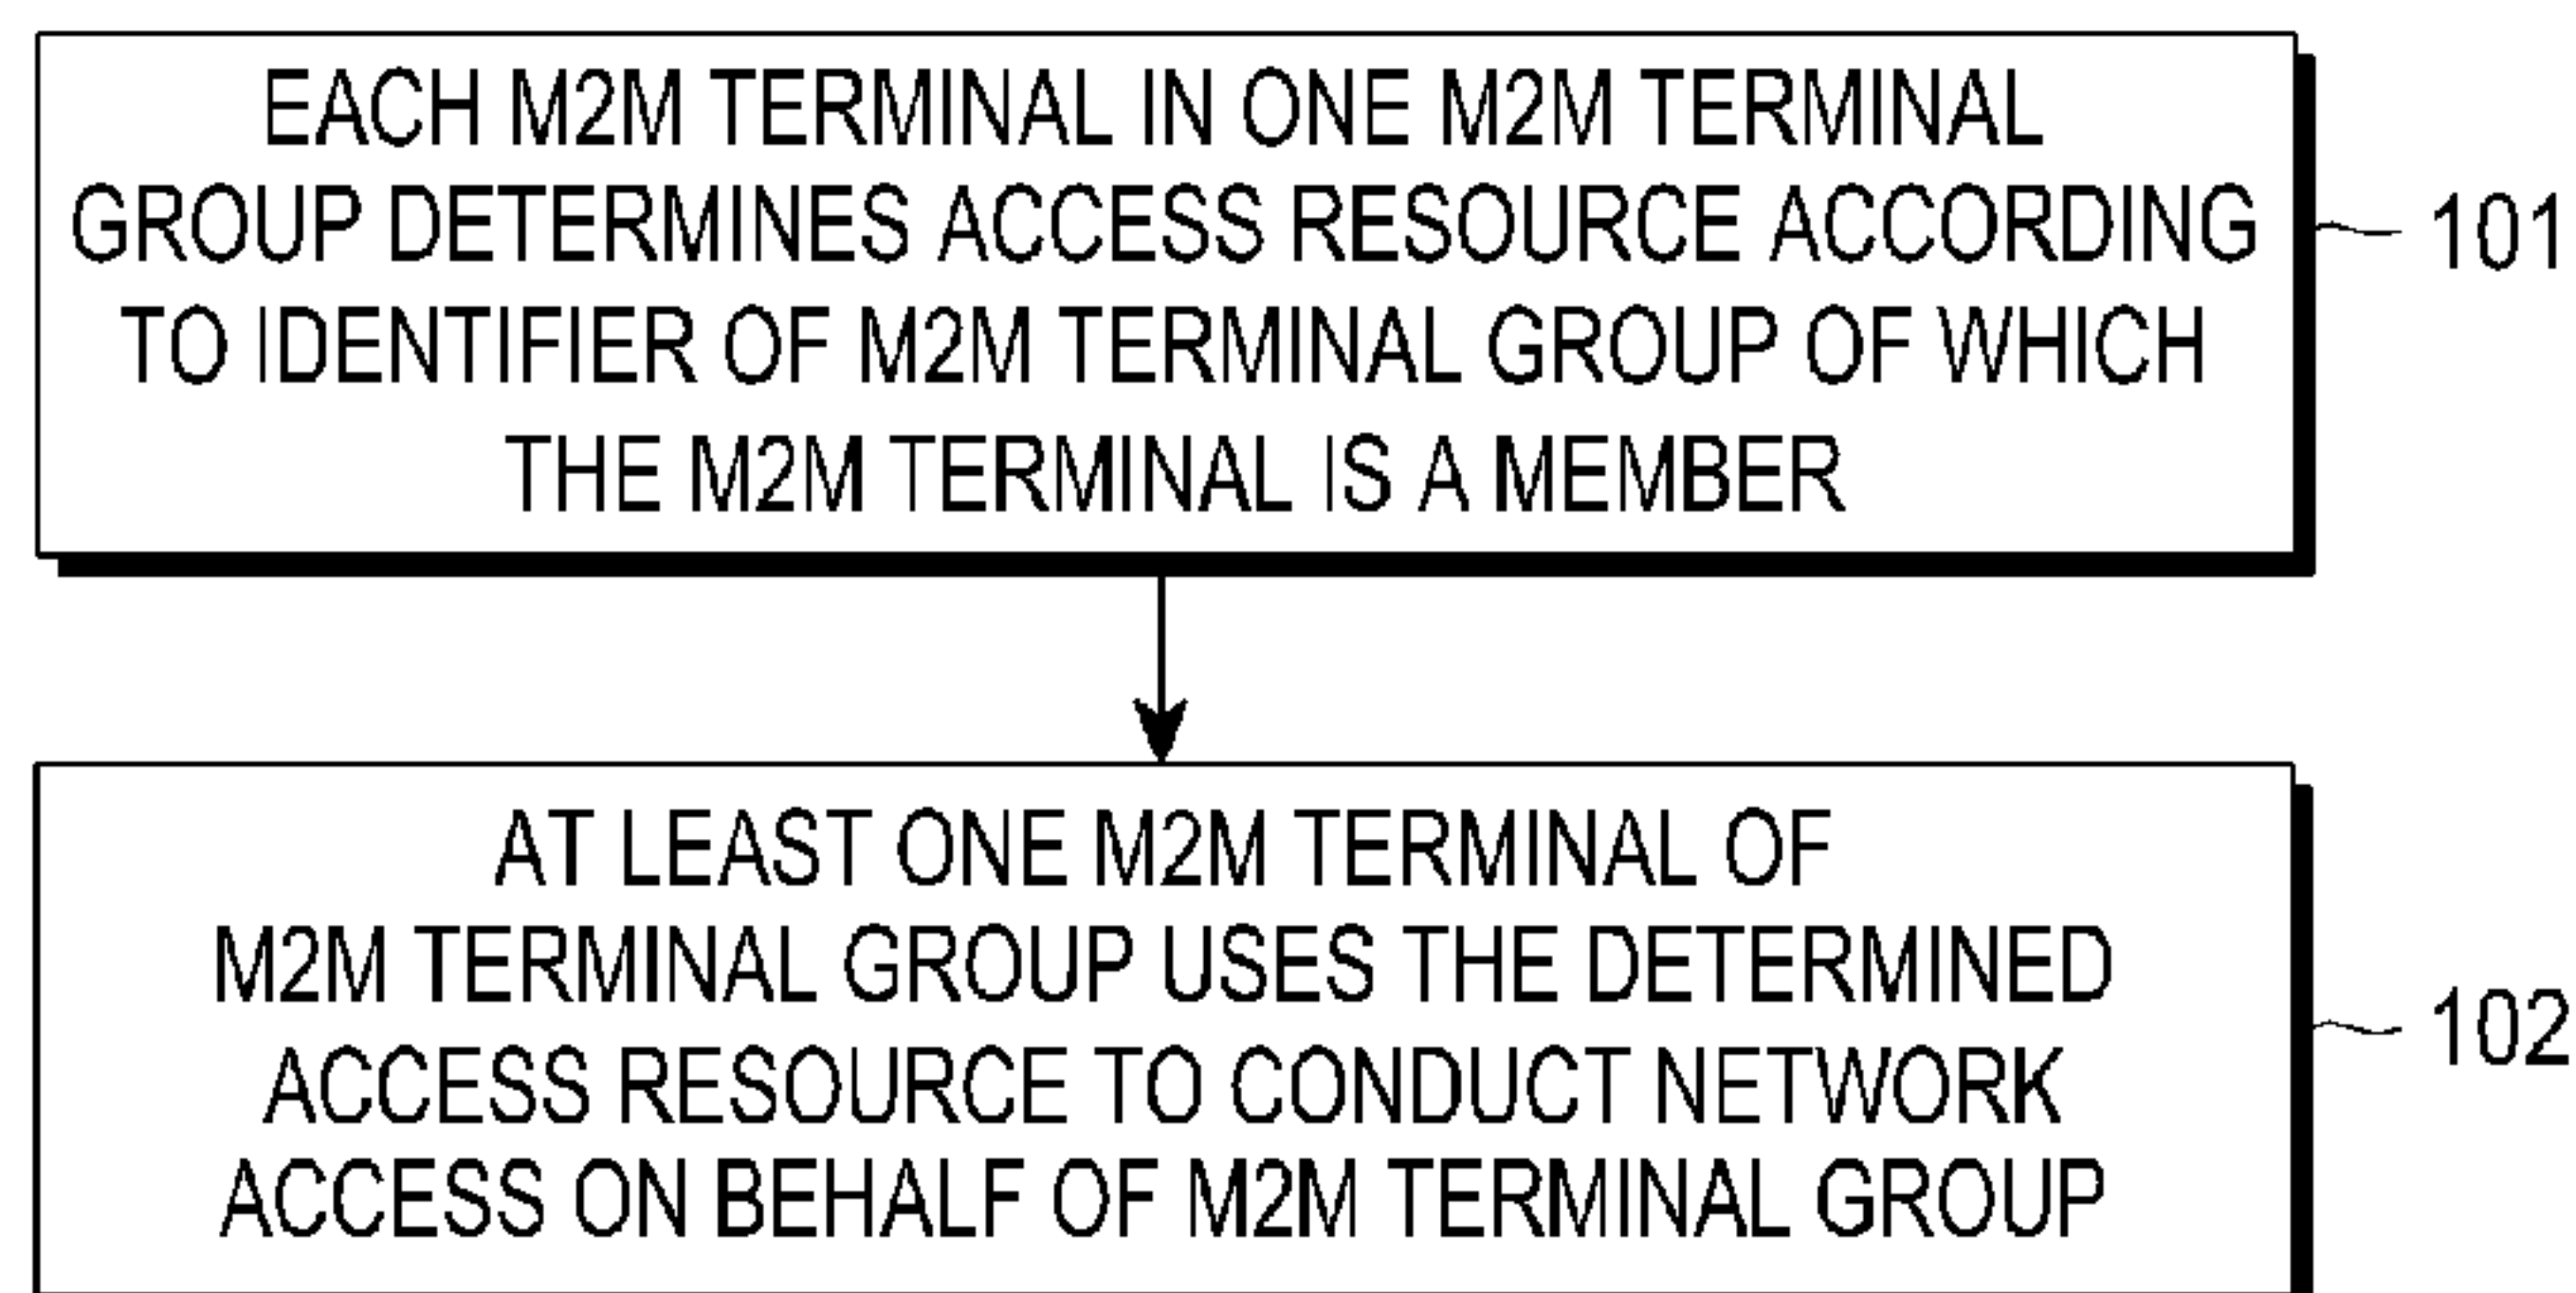 EACH M2M TERMINAL IN ONE M2M TERMINAL
GROUP DETERMINES ACCESS RESOURCE ACCORDING
TO IDENTIFIER OF M2M TERMINAL GROUP OF WHICH
THE M2M TERMINAL IS A MEMBER
101
AT LEAST ONE M2M TERMINAL OF
M2M TERMINAL GROUP USES THE DETERMINED
ACCESS RESOURCE TO CONDUCT NETWORK
ACCESS ON BEHALF OF M2M TERMINAL GROUP
102